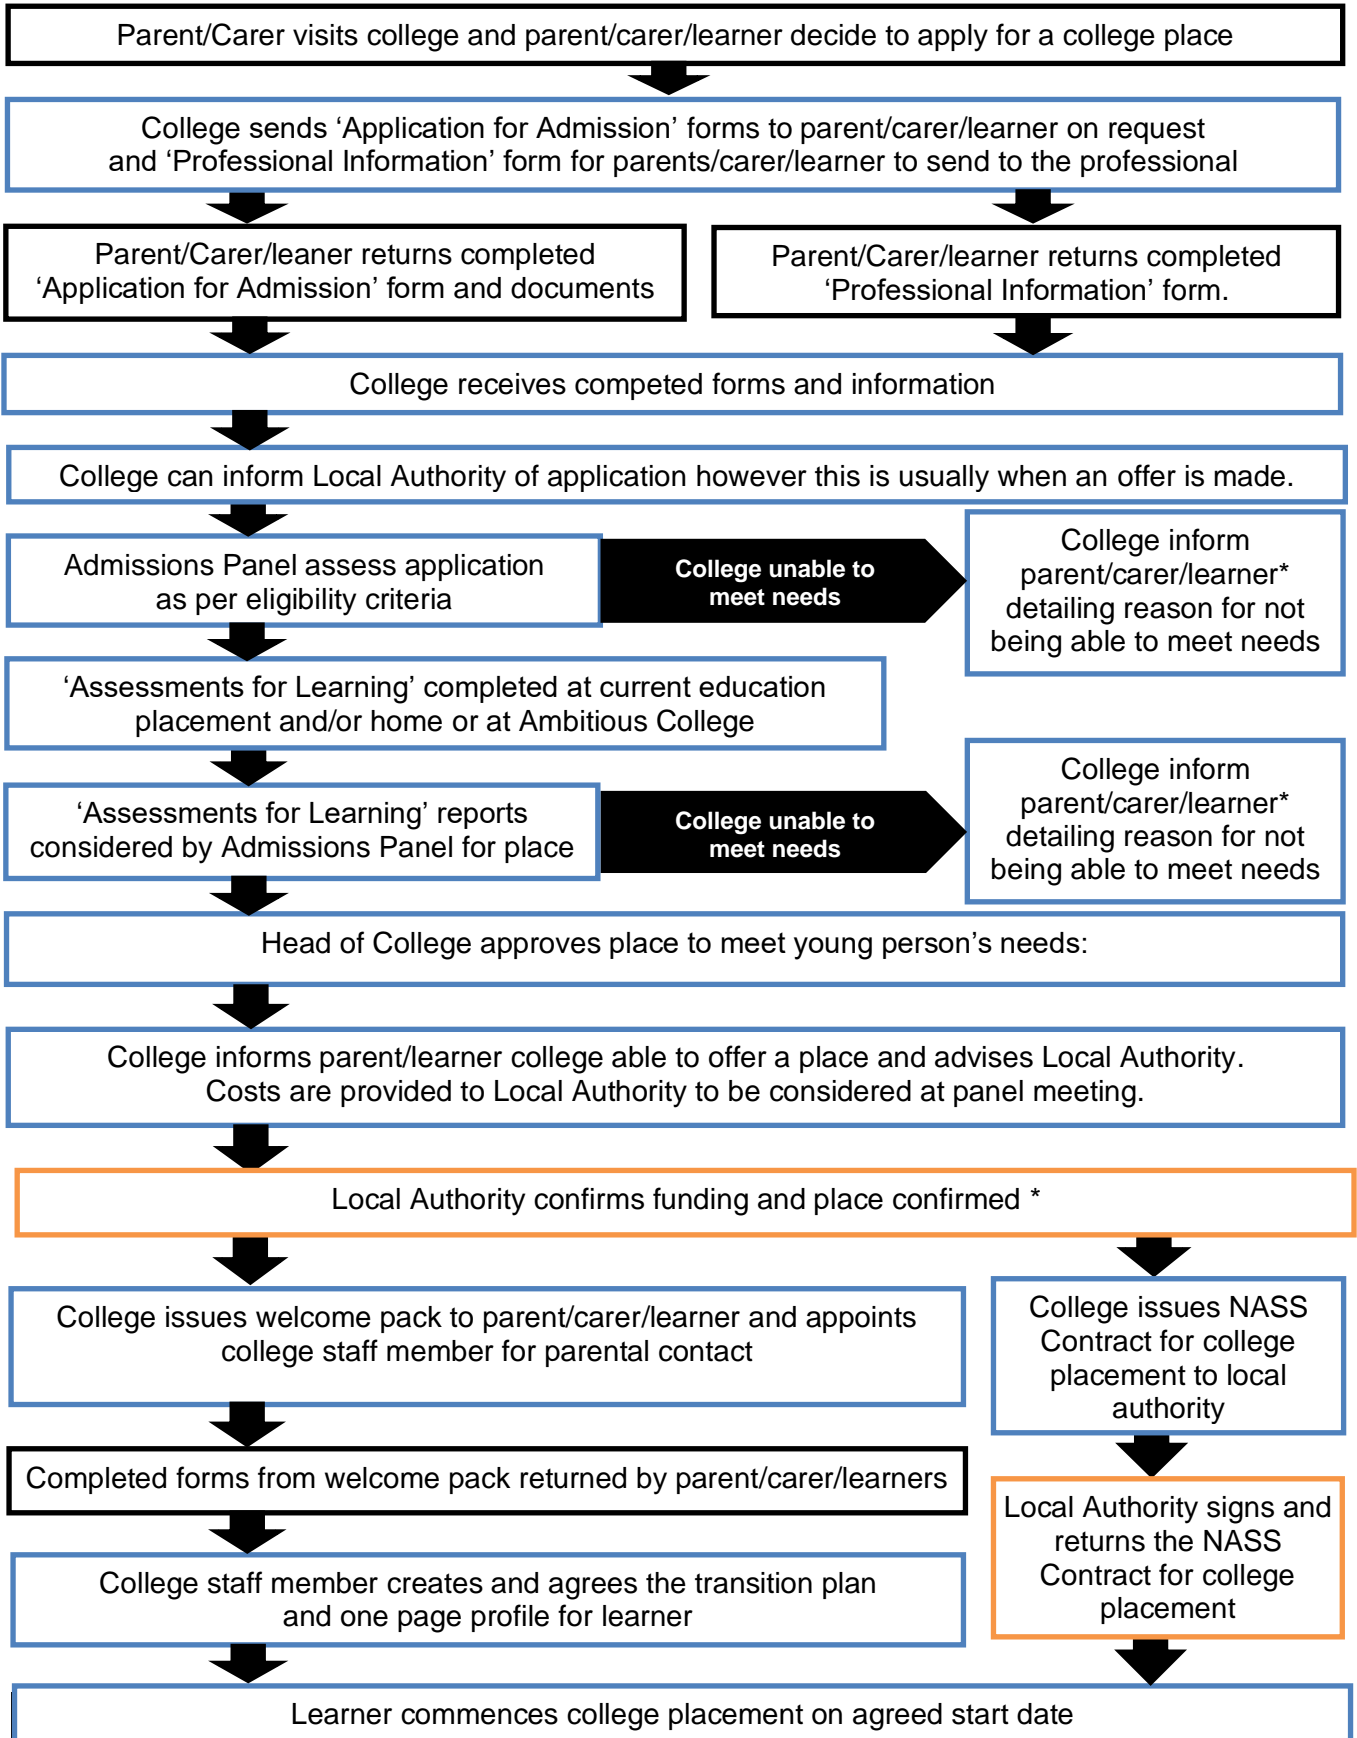 Parent/Carer visits college and parent/carer/learner decide to apply for a college place
College sends ‘Application for Admission’ forms to parent/carer/learner on request
and ‘Professional Information’ form for parents/carer/learner to send to the professional
Parent/Carer/leaner returns completed
‘Application for Admission’ form and documents
Parent/Carer/learner returns completed
‘Professional Information’ form.
College receives competed forms and information
College can inform Local Authority of application however this is usually when an offer is made.
Admissions Panel assess application
as per eligibility criteria
College unable to
meet needs
College inform
parent/carer/learner*
detailing reason for not
being able to meet needs
‘Assessments for Learning’ completed at current education
placement and/or home or at Ambitious College
‘Assessments for Learning’ reports
considered by Admissions Panel for place
College unable to
meet needs
College inform
parent/carer/learner*
detailing reason for not
being able to meet needs
Head of College approves place to meet young person’s needs:
College informs parent/learner college able to offer a place and advises Local Authority.
Costs are provided to Local Authority to be considered at panel meeting.
Local Authority confirms funding and place confirmed *
College issues welcome pack to parent/carer/learner and appoints
college staff member for parental contact
College issues NASS
Contract for college
placement to local
authority
Completed forms from welcome pack returned by parent/carer/learners
Local Authority signs and
returns the NASS
Contract for college
placement
College staff member creates and agrees the transition plan
and one page profile for learner
Learner commences college placement on agreed start date